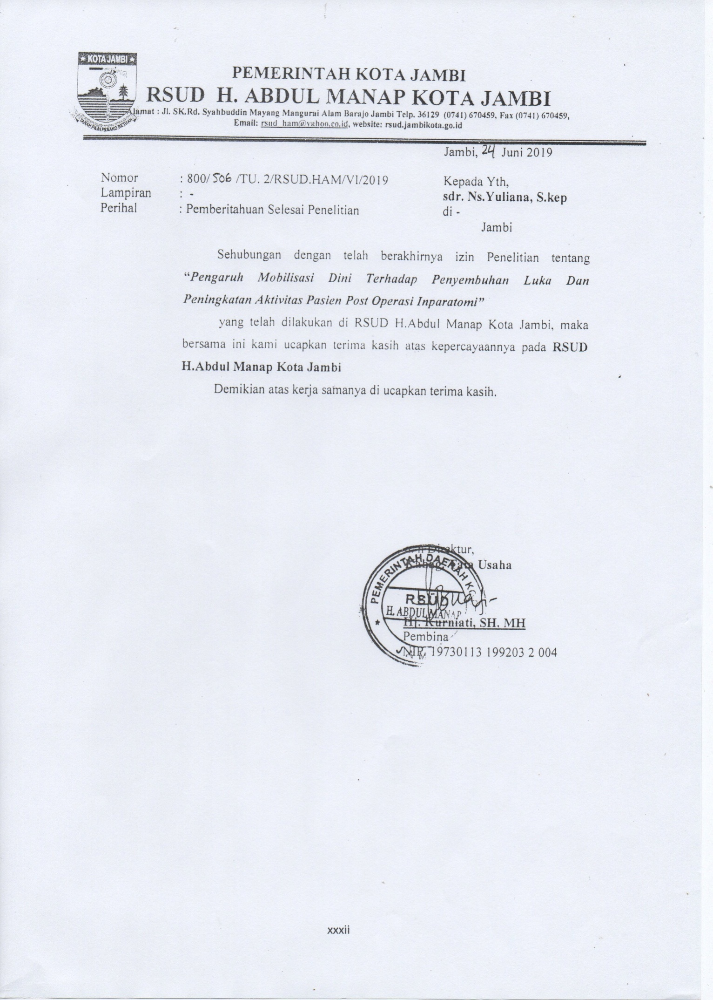 KOTA JAMBI
TANAH PILIH PESAKO BETUAH
PEMERINTAH KOTA JAMBI
RSUD H. ABDUL MANAP KOTA JAMBI
Alamat : Jl. SK.Rd. Syahbuddin Mayang Mangurai Alam Barajo Jambi Telp. 36129 (0741) 670459, Fax (0741) 670459,
Email: rsud_ham@yahoo.co.id, website: rsud.jambikota.go.id
Jambi, 24 Juni 2019
Nomor : 800/ 506 /TU. 2/RSUD.HAM/VI/2019
Lampiran : -
Perihal : Pemberitahuan Selesai Penelitian
Kepada Yth,
sdr. Ns.Yuliana, S.kep
di -
Jambi
Sehubungan dengan telah berakhirnya izin Penelitian tentang
“Pengaruh Mobilisasi Dini Terhadap Penyembuhan Luka Dan
Peningkatan Aktivitas Pasien Post Operasi Inparatomi”
yang telah dilakukan di RSUD H.Abdul Manap Kota Jambi, maka
bersama ini kami ucapkan terima kasih atas kepercayaannya pada RSUD
H.Abdul Manap Kota Jambi
Demikian atas kerja samanya di ucapkan terima kasih.
a. n Direktur,
Kabag. Tata Usaha
PEMERINTAH DAERAH
RSUD
H. ABDUL MANAP
Hj. Kurniati, SH. MH
Pembina
NIP. 19730113 199203 2 004
xxxii